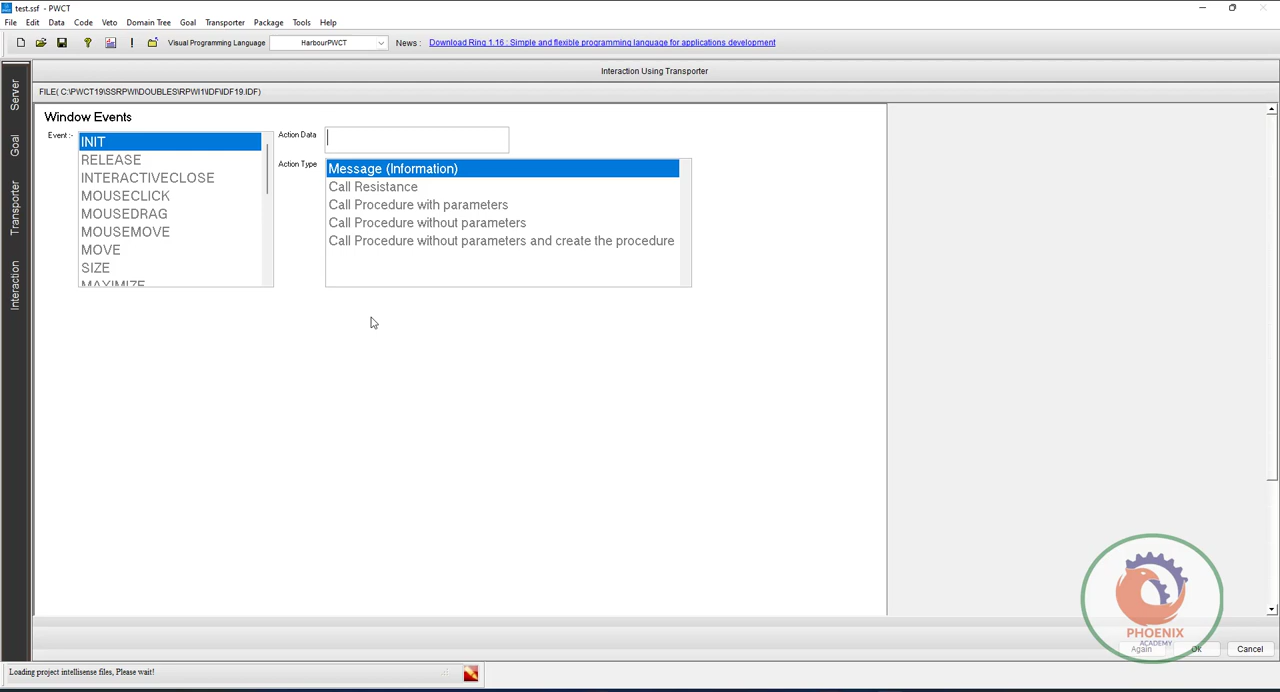 test.ssf - PWCT
File Edit Data Code Veto Domain Tree Goal Transporter Package Tools Help
Visual Programming Language HarbourPWCT News : Download Ring 1.16 : Simple and flexible programming language for applications development
Interaction Using Transporter
FILE( C:\PWCT19\SSRPWI\DOUBLES\RPWI1\IDF\IDF19.IDF)
Server
Goal
Transporter
Interaction
Window Events
Event :-
INIT
RELEASE
INTERACTIVECLOSE
MOUSECLICK
MOUSEDRAG
MOUSEMOVE
MOVE
SIZE
MAXIMIZE
Action Data
Action Type
Message (Information)
Call Resistance
Call Procedure with parameters
Call Procedure without parameters
Call Procedure without parameters and create the procedure
PHOENIX
ACADEMY
Again Ok Cancel
Loading project intellisense files, Please wait!